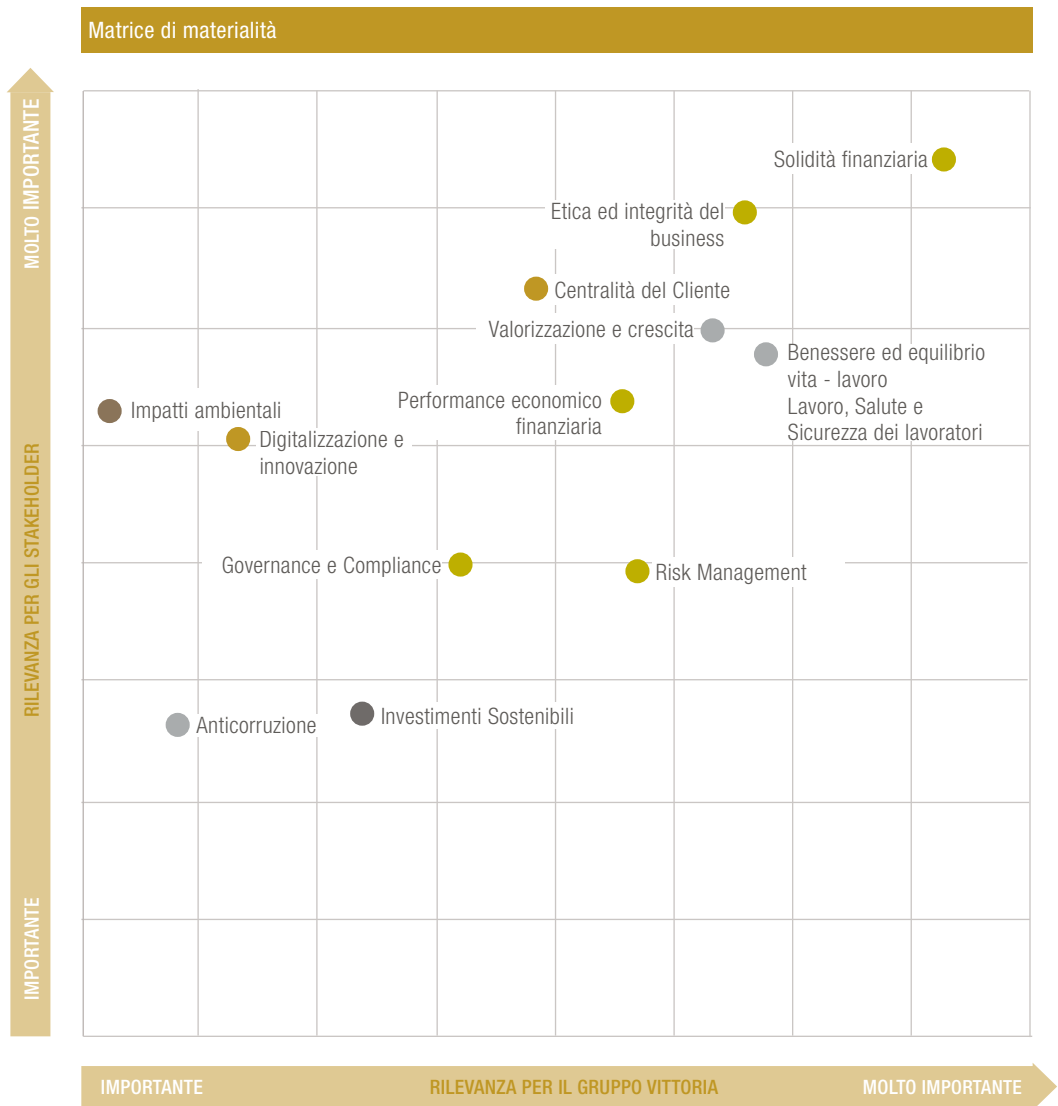 Matrice di materialità
MOLTO IMPORTANTE
RILEVANZA PER GLI STAKEHOLDER
IMPORTANTE
Solidità finanziaria
Etica ed integrità del
business
Centralità del Cliente
Valorizzazione e crescita
Benessere ed equilibrio
vita - lavoro
Lavoro, Salute e
Sicurezza dei lavoratori
Performance economico
finanziaria
Impatti ambientali
Digitalizzazione e
innovazione
Governance e Compliance
Risk Management
Anticorruzione
Investimenti Sostenibili
IMPORTANTE
RILEVANZA PER IL GRUPPO VITTORIA
MOLTO IMPORTANTE